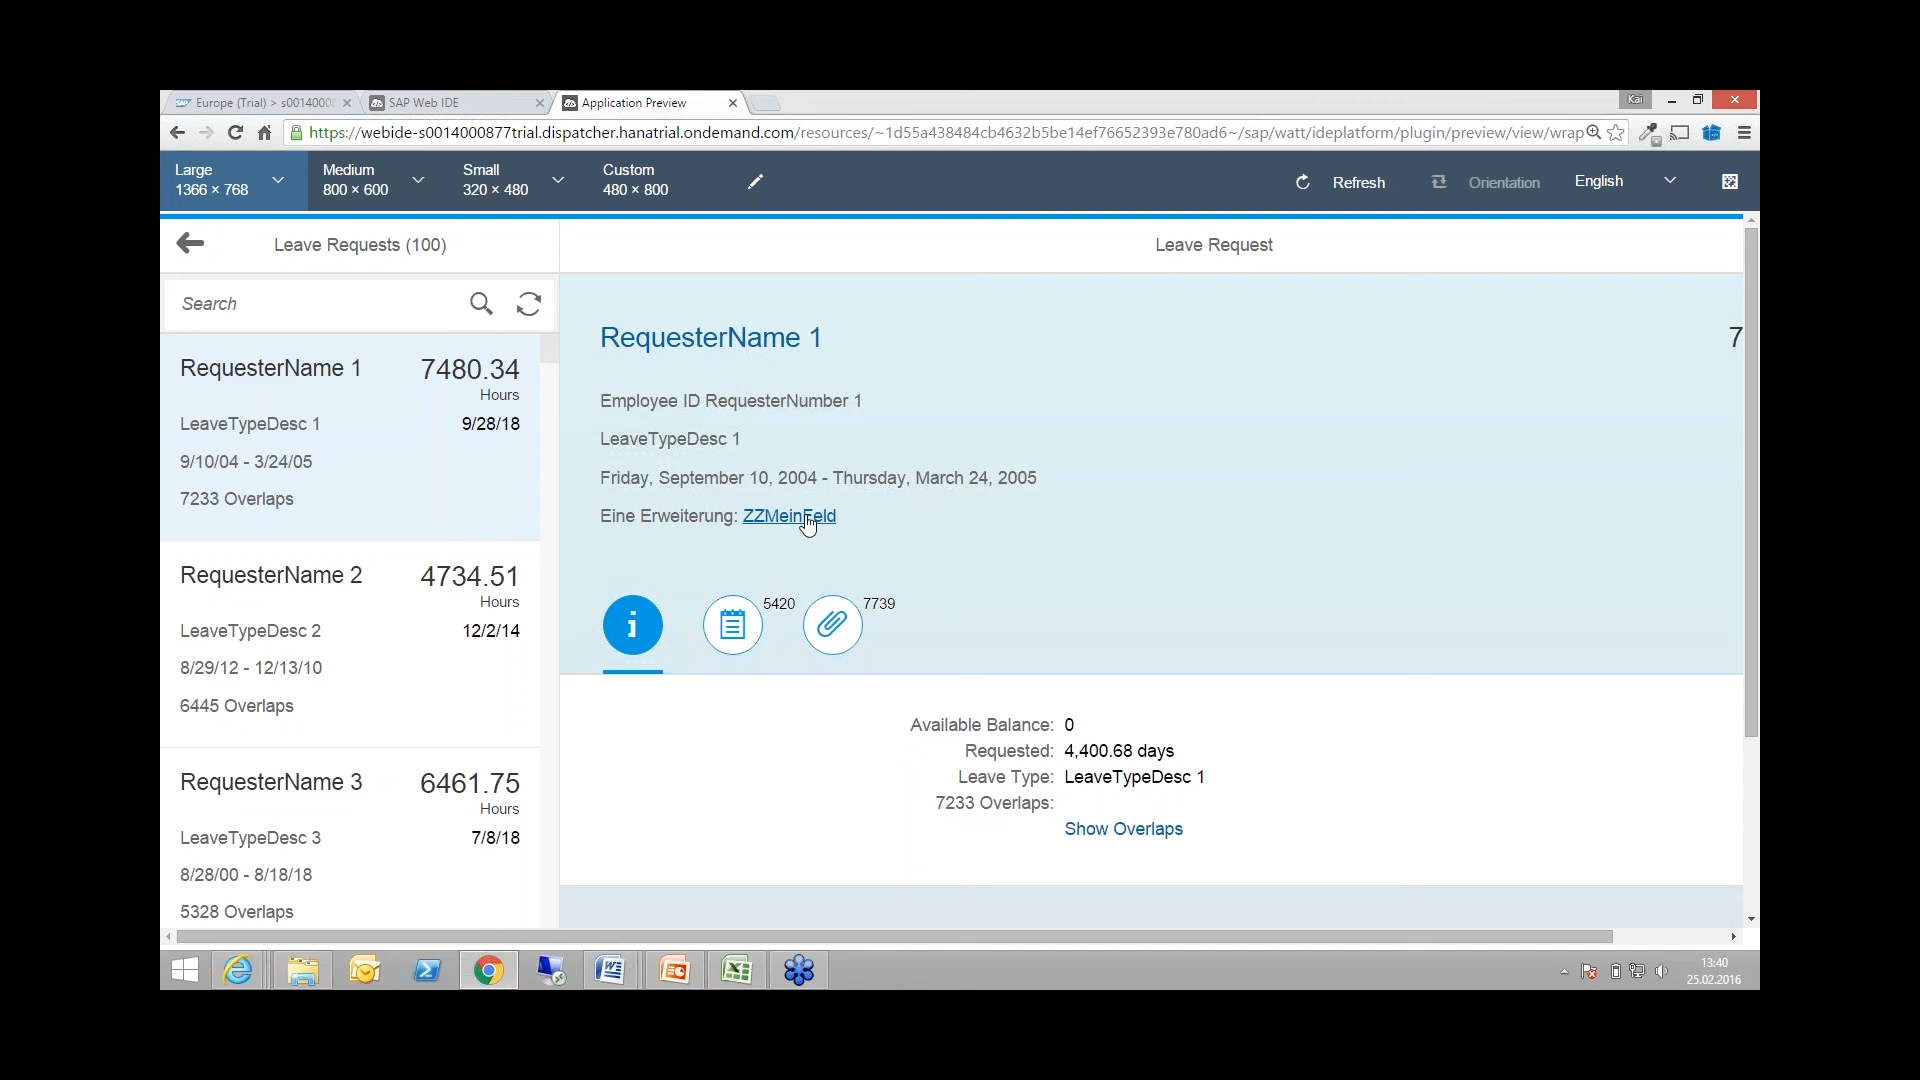 Europe (Trial) > s0014000
SAP Web IDE
Application Preview
Kai
https://webide-s0014000877trial.dispatcher.hanatrial.ondemand.com/resources/~1d55a438484cb4632b5be14ef76652393e780ad6~/sap/watt/ideplatform/plugin/preview/view/wrap
Large
1366 × 768
Medium
800 × 600
Small
320 × 480
Custom
480 × 800
Refresh
Orientation
English
Leave Requests (100)
Leave Request
Search
RequesterName 1
7480.34
Hours
LeaveTypeDesc 1
9/28/18
9/10/04 - 3/24/05
7233 Overlaps
RequesterName 2
4734.51
Hours
LeaveTypeDesc 2
12/2/14
8/29/12 - 12/13/10
6445 Overlaps
RequesterName 3
6461.75
Hours
LeaveTypeDesc 3
7/8/18
8/28/00 - 8/18/18
5328 Overlaps
RequesterName 1
7
Employee ID RequesterNumber 1
LeaveTypeDesc 1
Friday, September 10, 2004 - Thursday, March 24, 2005
Eine Erweiterung: ZZMeinFeld
5420
7739
Available Balance: 0
Requested: 4,400.68 days
Leave Type: LeaveTypeDesc 1
7233 Overlaps:
Show Overlaps
13:40
25.02.2016